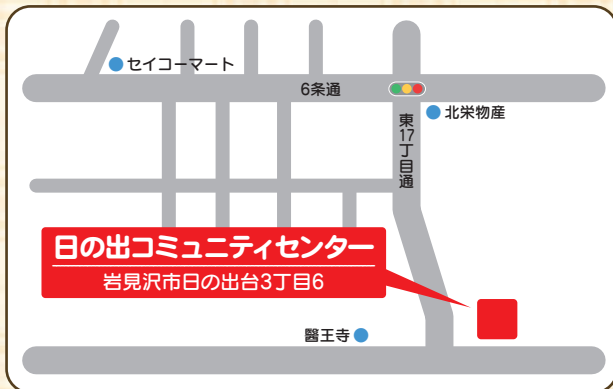 セイコーマート
6条通
北栄物産
東17丁目通
日の出コミュニティセンター
岩見沢市日の出台3丁目6
醫王寺